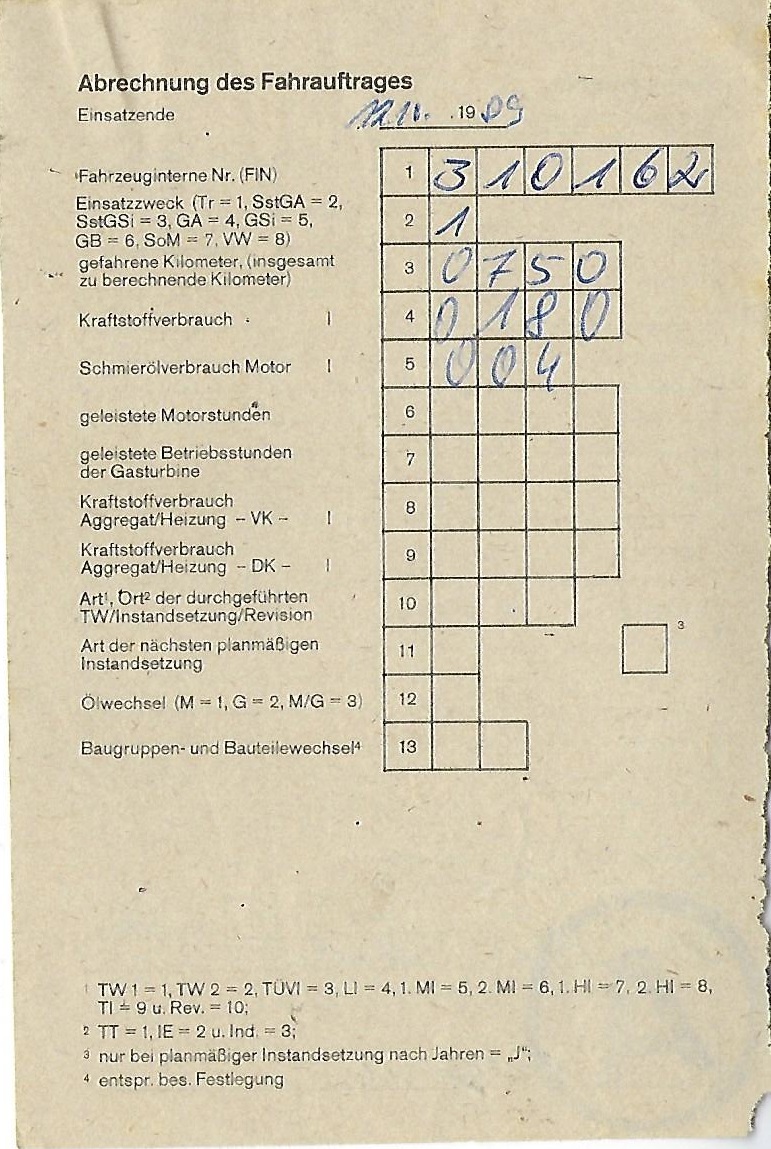 Abrechnung des Fahrauftrages
Einsatzende 12.11. .19 89
Fahrzeuginterne Nr. (FIN) 1 3 1 0 1 6 2
Einsatzzweck (Tr = 1, SstGA = 2,
SstGSi = 3, GA = 4, GSi = 5,
GB = 6, SoM = 7, VW = 8) 2 1
gefahrene Kilometer, (insgesamt
zu berechnende Kilometer) 3 0 7 5 0
Kraftstoffverbrauch l 4 0 1 8 0
Schmierölverbrauch Motor l 5 0 0 4
geleistete Motorstunden 6
geleistete Betriebsstunden
der Gasturbine 7
Kraftstoffverbrauch
Aggregat/Heizung – VK – l 8
Kraftstoffverbrauch
Aggregat/Heizung – DK – l 9
Art¹, Ort² der durchgeführten
TW/Instandsetzung/Revision 10
Art der nächsten planmäßigen
Instandsetzung 11 ³
Ölwechsel (M = 1, G = 2, M/G = 3) 12
Baugruppen- und Bauteilewechsel⁴ 13
¹ TW 1 = 1, TW 2 = 2, TÜVI = 3, LI = 4, 1. MI = 5, 2. MI = 6, 1. HI = 7, 2. HI = 8,
TI = 9 u. Rev. = 10;
² TT = 1, IE = 2 u. Ind. = 3;
³ nur bei planmäßiger Instandsetzung nach Jahren = „J“;
⁴ entspr. bes. Festlegung